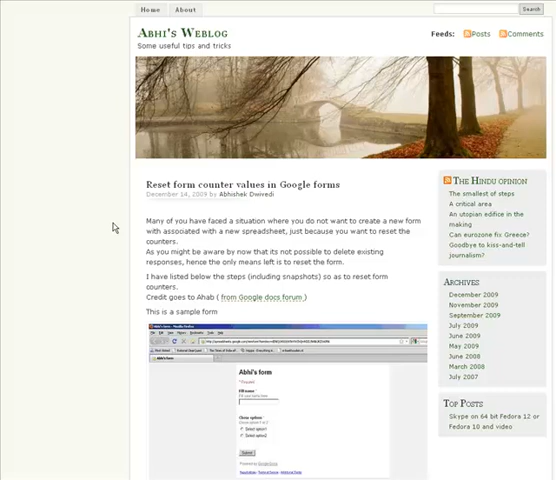 Home About Search
Abhi's Weblog
Some useful tips and tricks
Feeds: Posts Comments
Reset form counter values in Google forms
December 14, 2009 by Abhishek Dwivedi
Many of you have faced a situation where you do not want to create a new form
with associated with a new spreadsheet, just because you want to reset the
counters.
As you might be aware by now that its not possible to delete existing
responses, hence the only means left is to reset the form.
I have listed below the steps (including snapshots) so as to reset form
counters.
Credit goes to Ahab ( from Google docs forum )
This is a sample form
Abhi's form
Submit
The Hindu opinion
The smallest of steps
A critical area
An utopian edifice in the
making
Can eurozone fix Greece?
Goodbye to kiss-and-tell
journalism?
Archives
December 2009
November 2009
September 2009
July 2009
June 2009
May 2009
June 2008
March 2008
July 2007
Top Posts
Skype on 64 bit Fedora 12 or
Fedora 10 and video